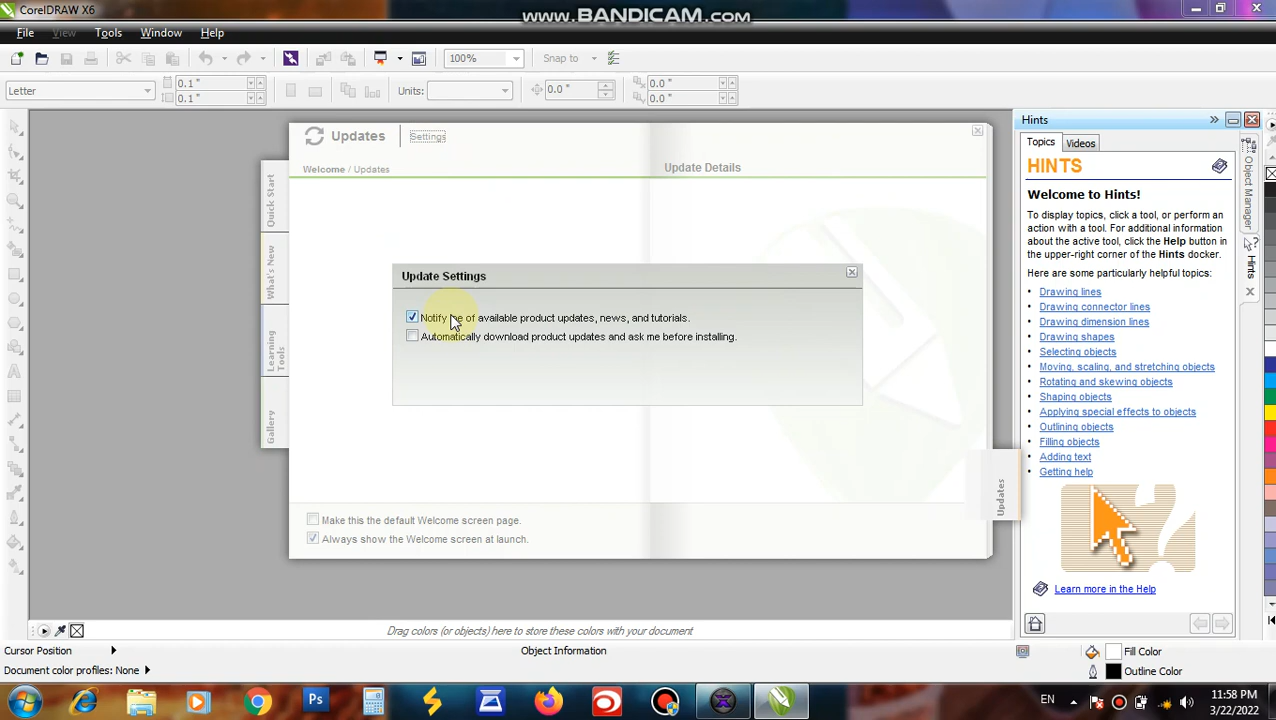 CorelDRAW X6
www.BANDICAM.com
File View Tools Window Help
100% Snap to
Letter 0.1 " 0.1 " Units: 0.0 " 0.0 " 0.0 "
Updates Settings
Welcome / Updates Update Details
Quick Start
What's New
Learning Tools
Gallery
Updates
Update Settings
Notify me of available product updates, news, and tutorials.
Automatically download product updates and ask me before installing.
Make this the default Welcome screen page.
Always show the Welcome screen at launch.
Hints
Topics Videos
HINTS
Welcome to Hints!
To display topics, click a tool, or perform an
action with a tool. For additional information
about the active tool, click the Help button in
the upper-right corner of the Hints docker.
Here are some particularly helpful topics:
Drawing lines
Drawing connector lines
Drawing dimension lines
Drawing shapes
Selecting objects
Moving, scaling, and stretching objects
Rotating and skewing objects
Shaping objects
Applying special effects to objects
Outlining objects
Filling objects
Adding text
Getting help
?
Learn more in the Help
Object Manager
Hints
Drag colors (or objects) here to store these colors with your document
Cursor Position Object Information Fill Color
Document color profiles: None Outline Color
Ps
EN 11:58 PM
3/22/2022